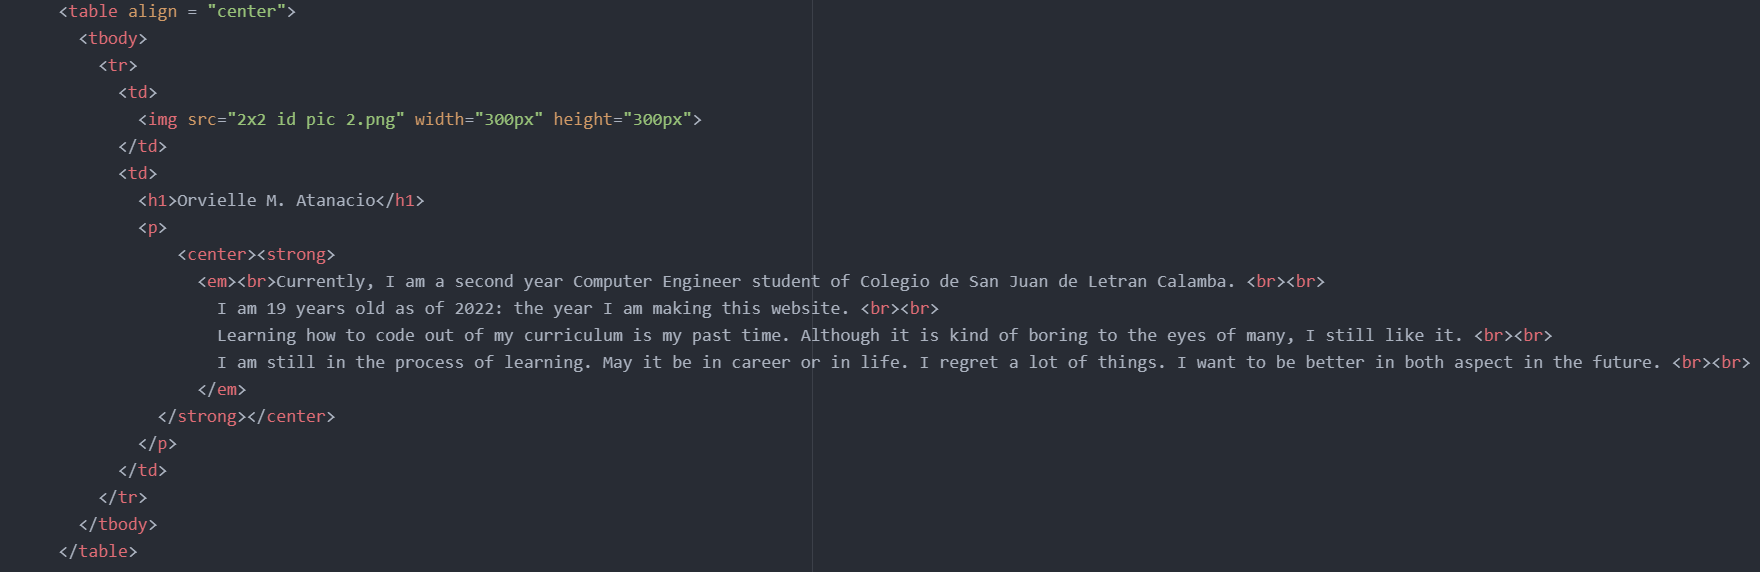 <table align = "center">
<tbody>
<tr>
<td>
<img src="2x2 id pic 2.png" width="300px" height="300px">
</td>
<td>
<h1>Orvielle M. Atanacio</h1>
<p>
<center><strong>
<em><br>Currently, I am a second year Computer Engineer student of Colegio de San Juan de Letran Calamba. <br><br>
I am 19 years old as of 2022: the year I am making this website. <br><br>
Learning how to code out of my curriculum is my past time. Although it is kind of boring to the eyes of many, I still like it. <br><br>
I am still in the process of learning. May it be in career or in life. I regret a lot of things. I want to be better in both aspect in the future. <br><br>
</em>
</strong></center>
</p>
</td>
</tr>
</tbody>
</table>